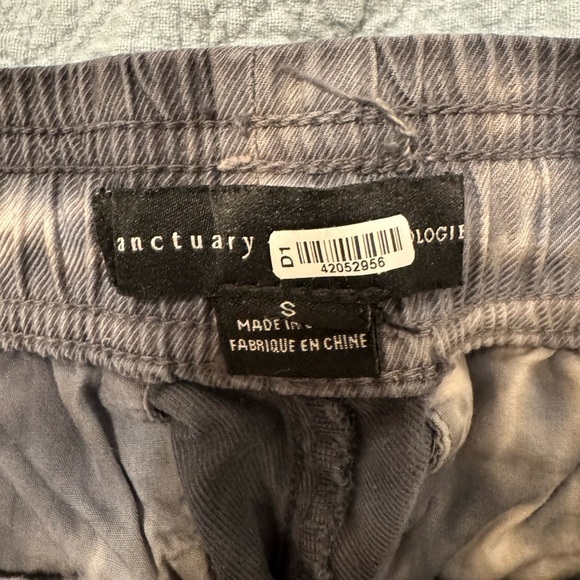 anctuary OLOGIE
D1
42052956
S
MADE IN
FABRIQUE EN CHINE